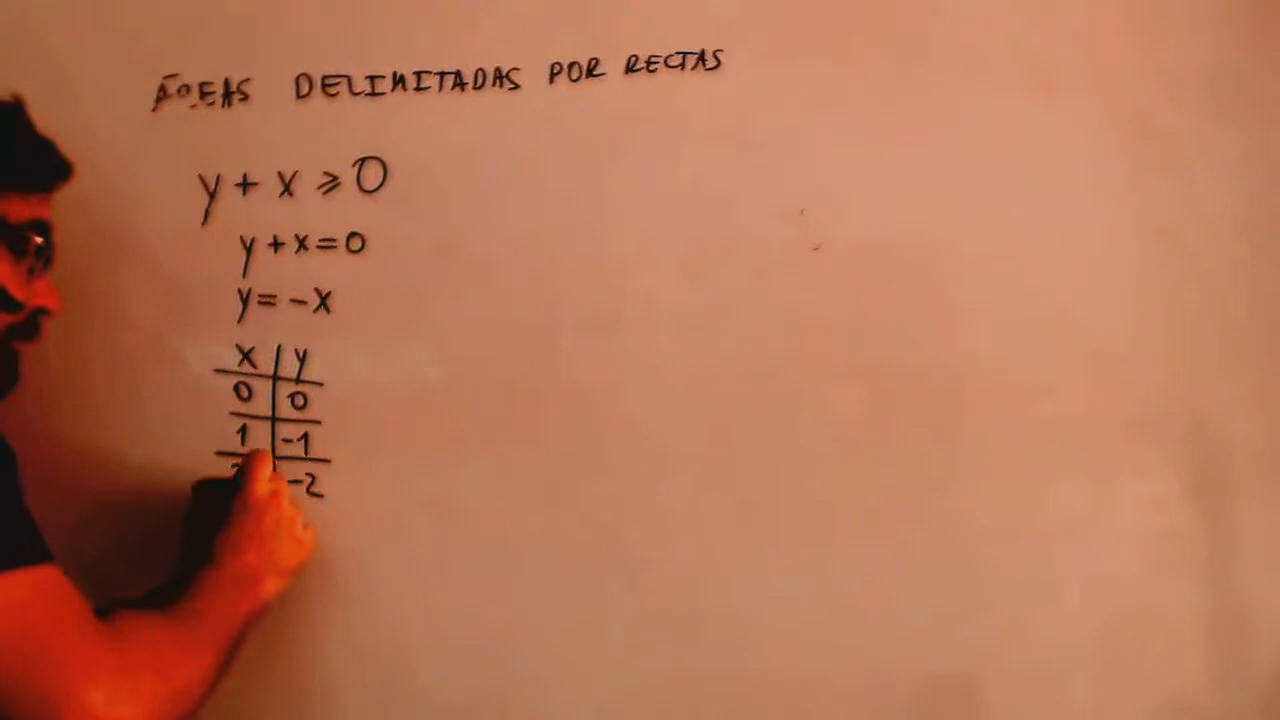 ÁREAS DELIMITADAS POR RECTAS
y + x ⩾ 0
y + x = 0
y = -x
x | y
0 | 0
1 | -1
-2